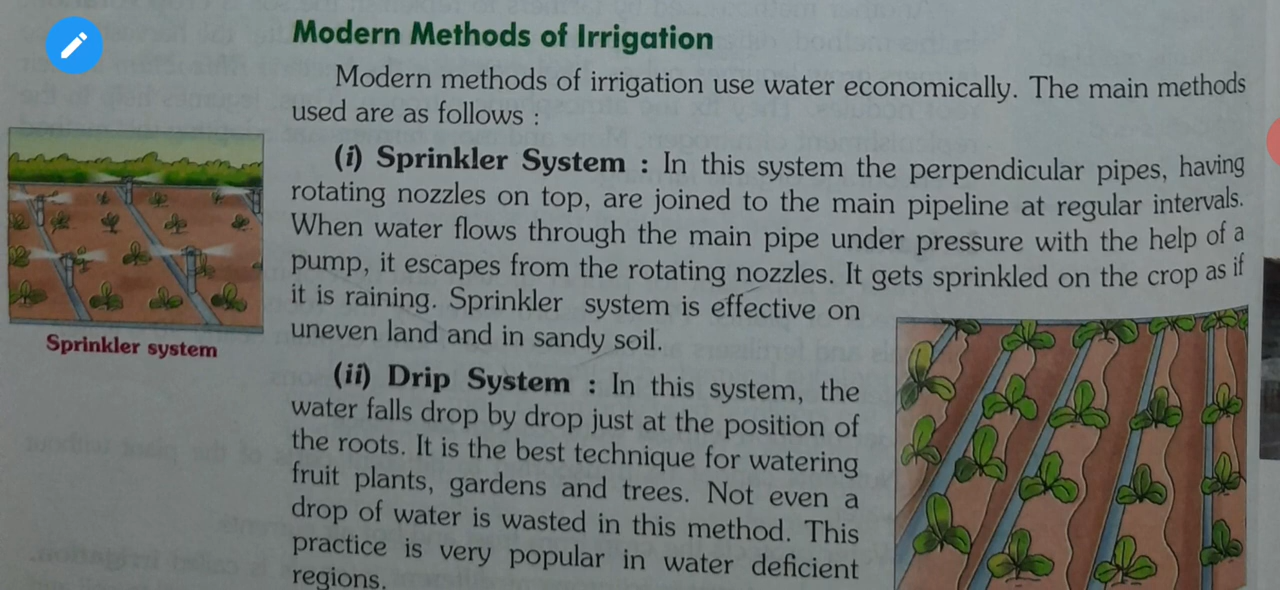 Modern Methods of Irrigation
Modern methods of irrigation use water economically. The main methods
used are as follows :
(i) Sprinkler System : In this system the perpendicular pipes, having
rotating nozzles on top, are joined to the main pipeline at regular intervals.
When water flows through the main pipe under pressure with the help of a
pump, it escapes from the rotating nozzles. It gets sprinkled on the crop as if
it is raining. Sprinkler system is effective on
uneven land and in sandy soil.
Sprinkler system
(ii) Drip System : In this system, the
water falls drop by drop just at the position of
the roots. It is the best technique for watering
fruit plants, gardens and trees. Not even a
drop of water is wasted in this method. This
practice is very popular in water deficient
regions.